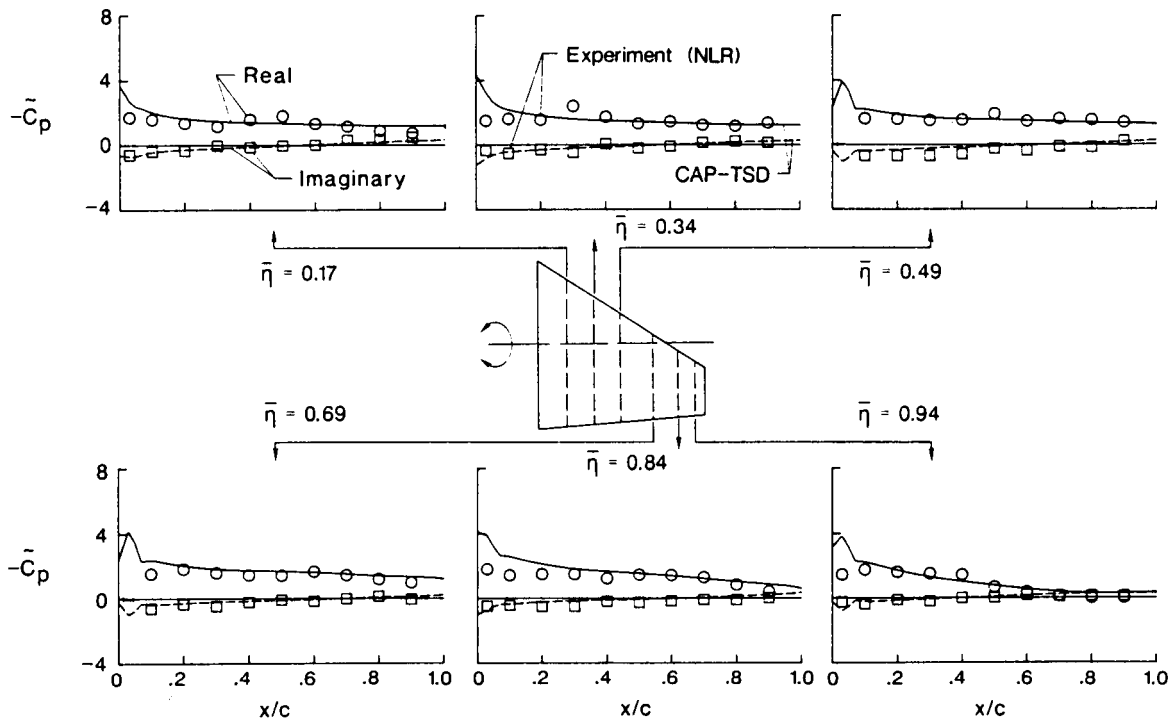 8
4
0
-4
-C̃p
Real
Imaginary
Experiment (NLR)
CAP-TSD
η̄ = 0.17
η̄ = 0.34
η̄ = 0.49
η̄ = 0.69
η̄ = 0.84
η̄ = 0.94
8
4
0
-4
-C̃p
0 .2 .4 .6 .8 1.0
x/c
0 .2 .4 .6 .8 1.0
x/c
0 .2 .4 .6 .8 1.0
x/c